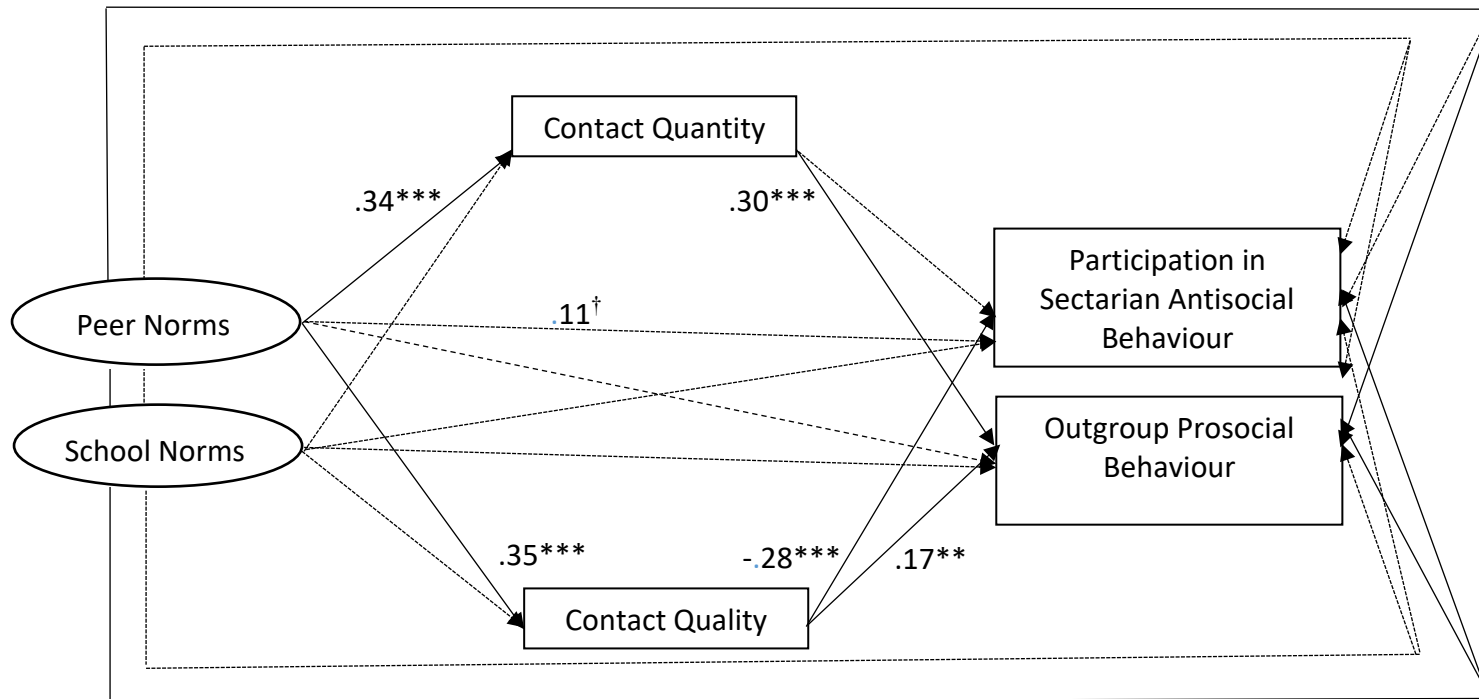 Contact Quantity
.34***
.30***
Participation in
Sectarian Antisocial
Behaviour
Peer Norms
.11†
School Norms
Outgroup Prosocial
Behaviour
.35***
-.28***
.17**
Contact Quality